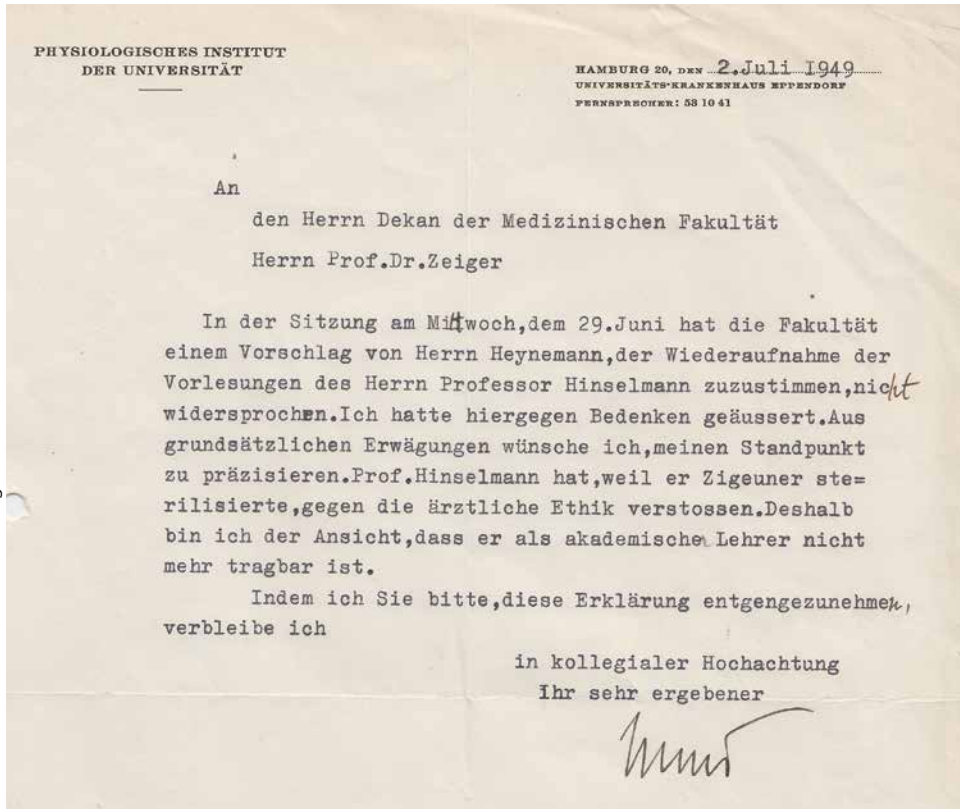 PHYSIOLOGISCHES INSTITUT
DER UNIVERSITÄT
HAMBURG 20, DEN 2.Juli 1949
UNIVERSITÄTS-KRANKENHAUS EPPENDORF
FERNSPRECHER: 53 10 41
An
den Herrn Dekan der Medizinischen Fakultät
Herrn Prof.Dr.Zeiger
In der Sitzung am Mittwoch,dem 29.Juni hat die Fakultät
einem Vorschlag von Herrn Heynemann,der Wiederaufnahme der
Vorlesungen des Herrn Professor Hinselmann zuzustimmen,nicht
widersprochen.Ich hatte hiergegen Bedenken geäussert.Aus
grundsätzlichen Erwägungen wünsche ich,meinen Standpunkt
zu präzisieren.Prof.Hinselmann hat,weil er Zigeuner ste=
rilisierte,gegen die ärztliche Ethik verstossen.Deshalb
bin ich der Ansicht,dass er als akademischer Lehrer nicht
mehr tragbar ist.
Indem ich Sie bitte,diese Erklärung entgengezunehmen,
verbleibe ich
in kollegialer Hochachtung
Ihr sehr ergebener